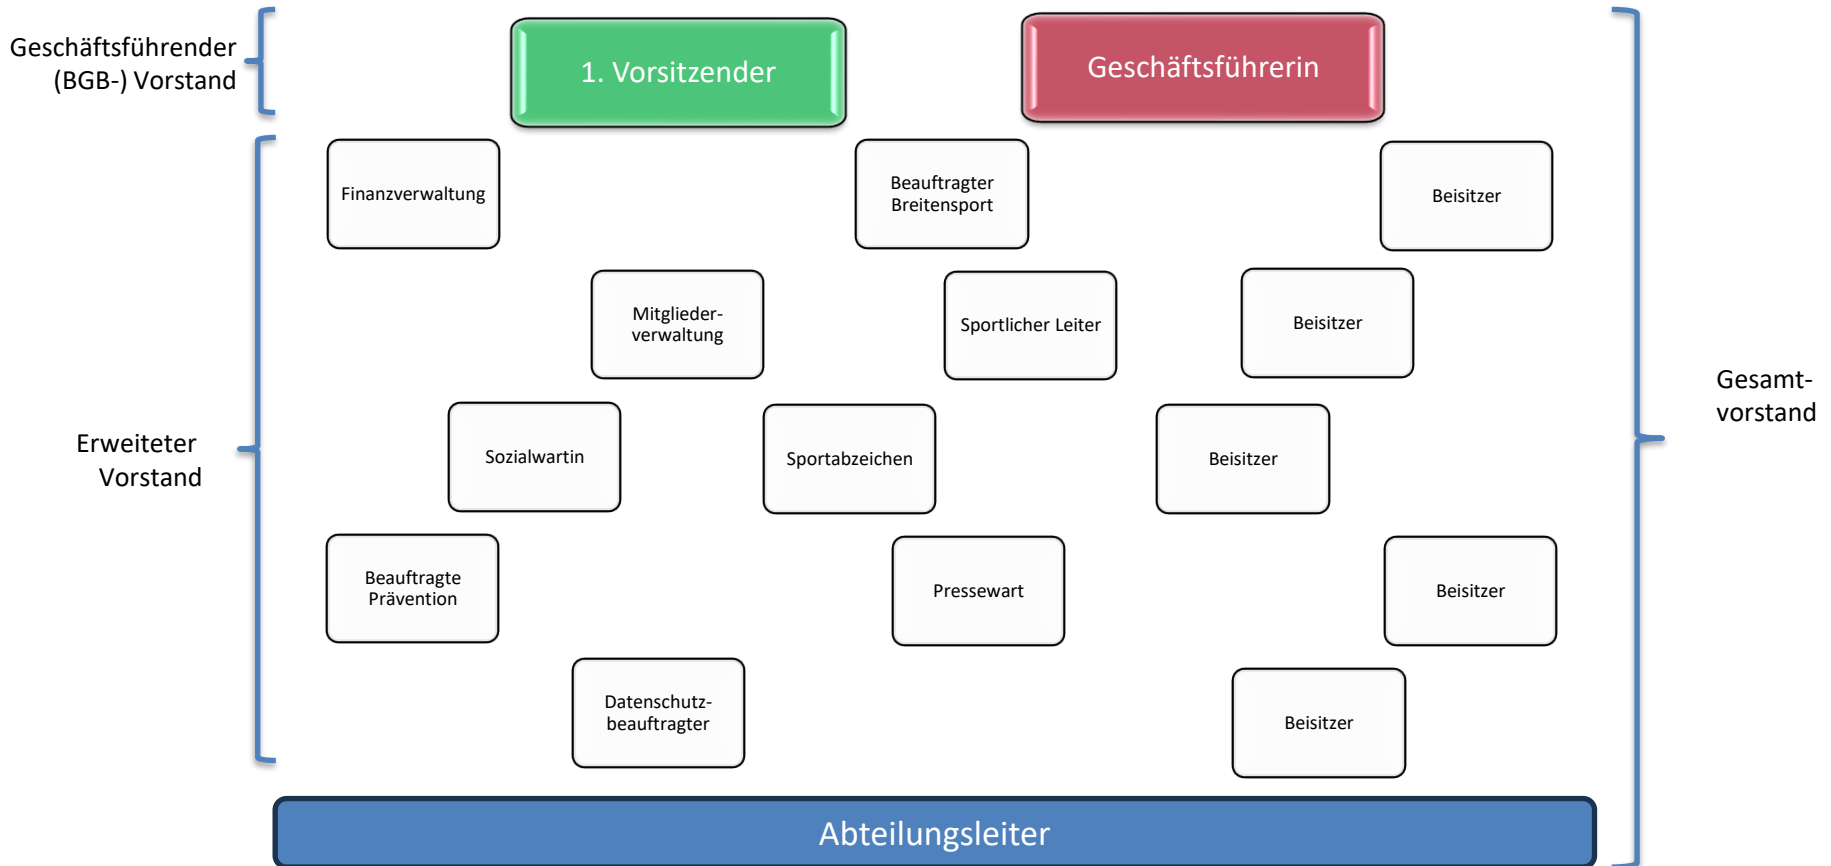 Geschäftsführender
(BGB-) Vorstand
1. Vorsitzender
Geschäftsführerin
Finanzverwaltung
Beauftragter
Breitensport
Beisitzer
Mitglieder-
verwaltung
Sportlicher Leiter
Beisitzer
Erweiteter
Vorstand
Gesamt-
vorstand
Sozialwartin
Sportabzeichen
Beisitzer
Beauftragte
Prävention
Pressewart
Beisitzer
Datenschutz-
beauftragter
Beisitzer
Abteilungsleiter